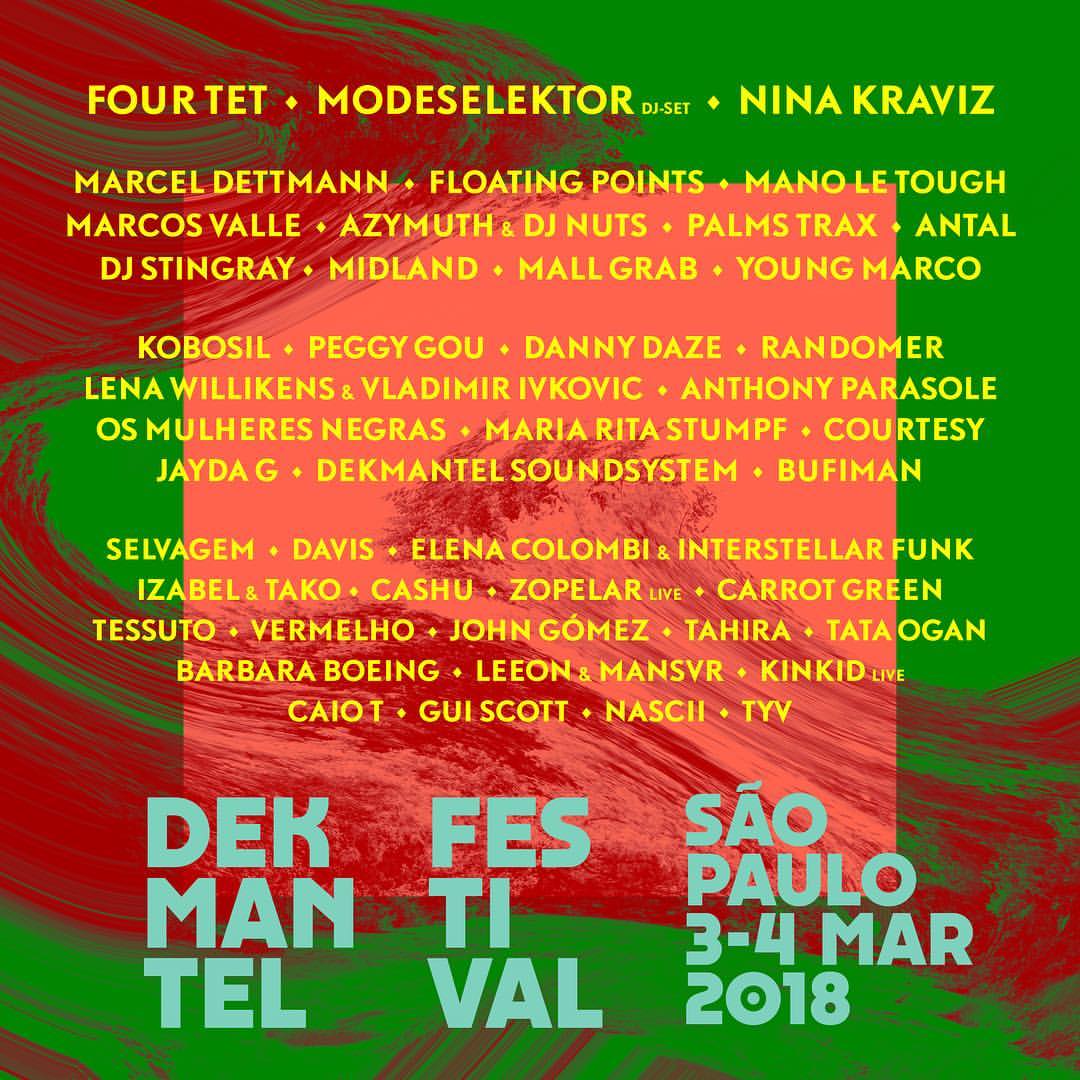 FOUR TET ⬩ MODESELEKTOR DJ-SET ⬩ NINA KRAVIZ
MARCEL DETTMANN ⬩ FLOATING POINTS ⬩ MANO LE TOUGH
MARCOS VALLE ⬩ AZYMUTH & DJ NUTS ⬩ PALMS TRAX ⬩ ANTAL
DJ STINGRAY ⬩ MIDLAND ⬩ MALL GRAB ⬩ YOUNG MARCO
KOBOSIL ⬩ PEGGY GOU ⬩ DANNY DAZE ⬩ RANDOMER
LENA WILLIKENS & VLADIMIR IVKOVIC ⬩ ANTHONY PARASOLE
OS MULHERES NEGRAS ⬩ MARIA RITA STUMPF ⬩ COURTESY
JAYDA G ⬩ DEKMANTEL SOUNDSYSTEM ⬩ BUFIMAN
SELVAGEM ⬩ DAVIS ⬩ ELENA COLOMBI & INTERSTELLAR FUNK
IZABEL & TAKO ⬩ CASHU ⬩ ZOPELAR LIVE ⬩ CARROT GREEN
TESSUTO ⬩ VERMELHO ⬩ JOHN GÓMEZ ⬩ TAHIRA ⬩ TATA OGAN
BARBARA BOEING ⬩ LEEON & MANSVR ⬩ KINKID LIVE
CAIO T ⬩ GUI SCOTT ⬩ NASCII ⬩ TYV
DEK
MAN
TEL
FES
TI
VAL
SÃO
PAULO
3-4 MAR
2018